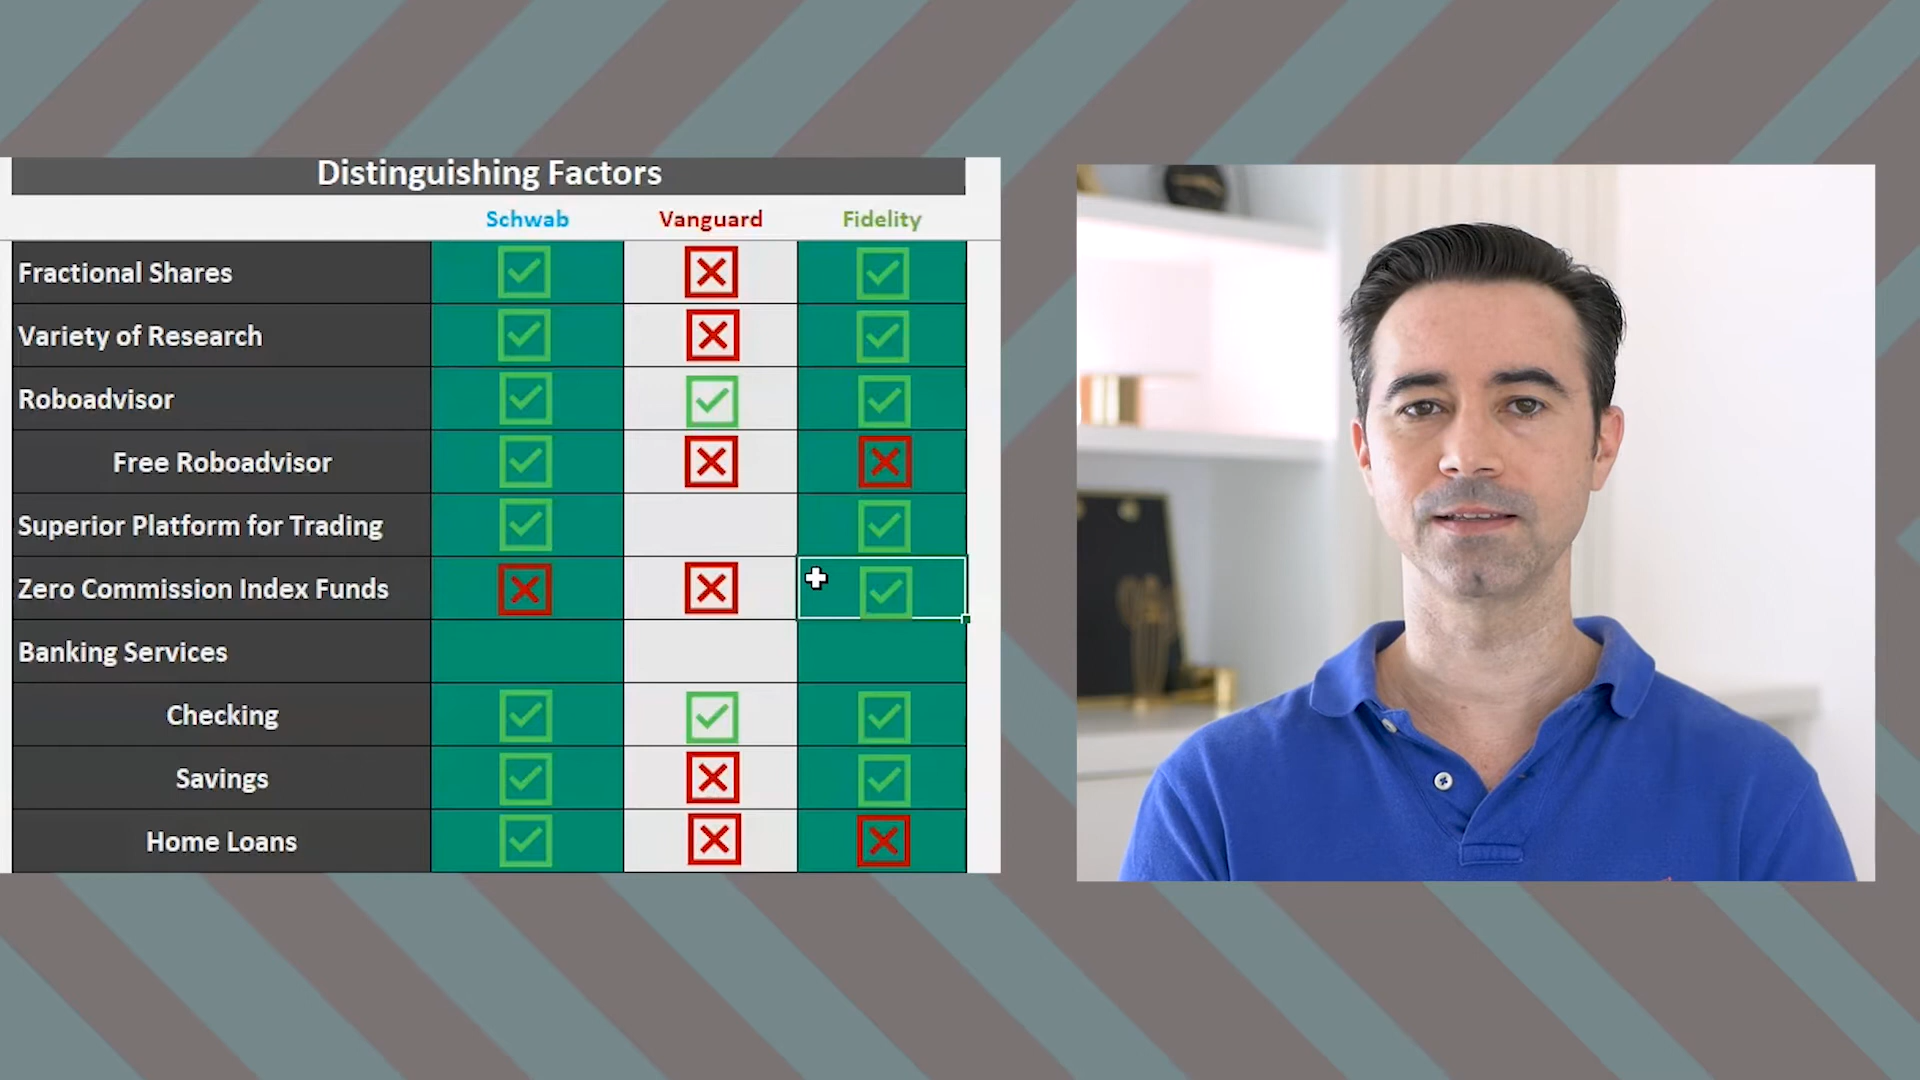 Distinguishing Factors
Schwab Vanguard Fidelity
Fractional Shares
Variety of Research
Roboadvisor
Free Roboadvisor
Superior Platform for Trading
Zero Commission Index Funds
Banking Services
Checking
Savings
Home Loans